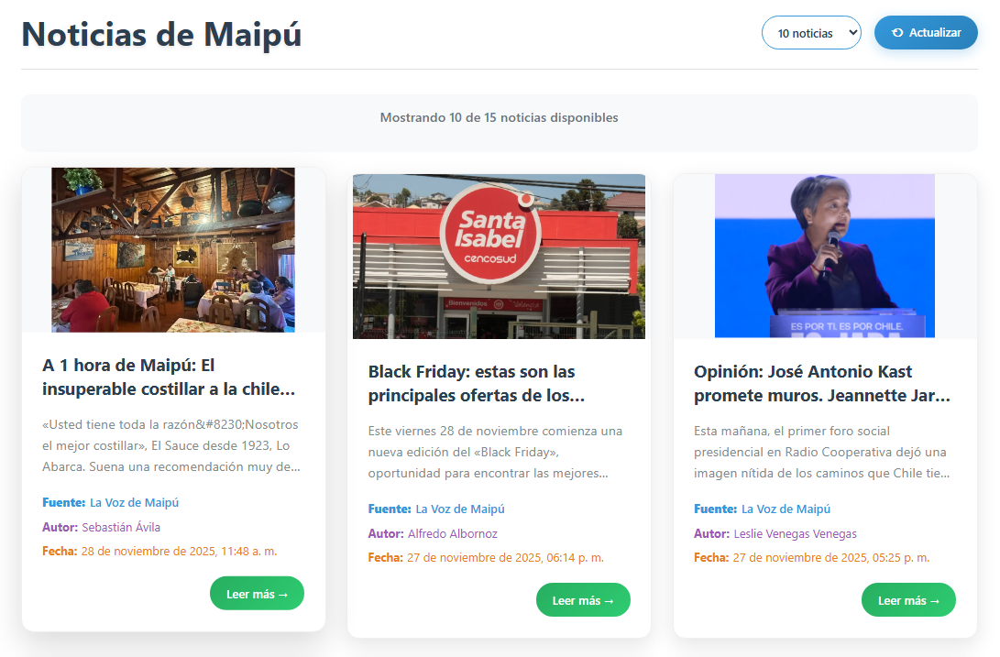 Noticias de Maipú
10 noticias
Actualizar
Mostrando 10 de 15 noticias disponibles
A 1 hora de Maipú: El
insuperable costillar a la chile...
«Usted tiene toda la razón&#8230;Nosotros
el mejor costillar», El Sauce desde 1923, Lo
Abarca. Suena una recomendación muy de...
Fuente: La Voz de Maipú
Autor: Sebastián Ávila
Fecha: 28 de noviembre de 2025, 11:48 a. m.
Leer más →
Santa
Isabel
cencosud
Bienvenidos
Black Friday: estas son las
principales ofertas de los...
Este viernes 28 de noviembre comienza una
nueva edición del «Black Friday»,
oportunidad para encontrar las mejores...
Fuente: La Voz de Maipú
Autor: Alfredo Albornoz
Fecha: 27 de noviembre de 2025, 06:14 p. m.
Leer más →
ES POR TI, ES POR CHILE.
Opinión: José Antonio Kast
promete muros. Jeannette Jar...
Esta mañana, el primer foro social
presidencial en Radio Cooperativa dejó una
imagen nítida de los caminos que Chile tie...
Fuente: La Voz de Maipú
Autor: Leslie Venegas Venegas
Fecha: 27 de noviembre de 2025, 05:25 p. m.
Leer más →